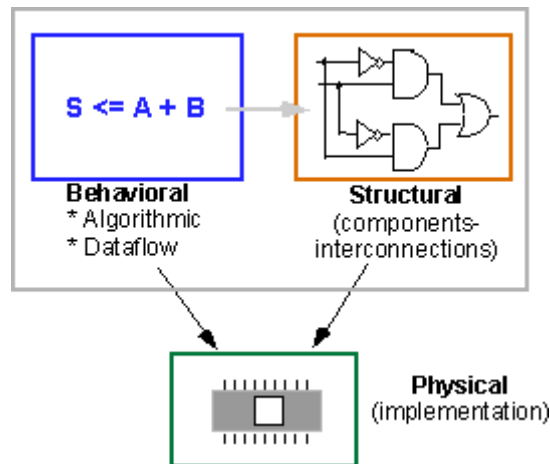 S <= A + B
Behavioral
* Algorithmic
* Dataflow
Structural
(components-
interconnections)
Physical
(implementation)